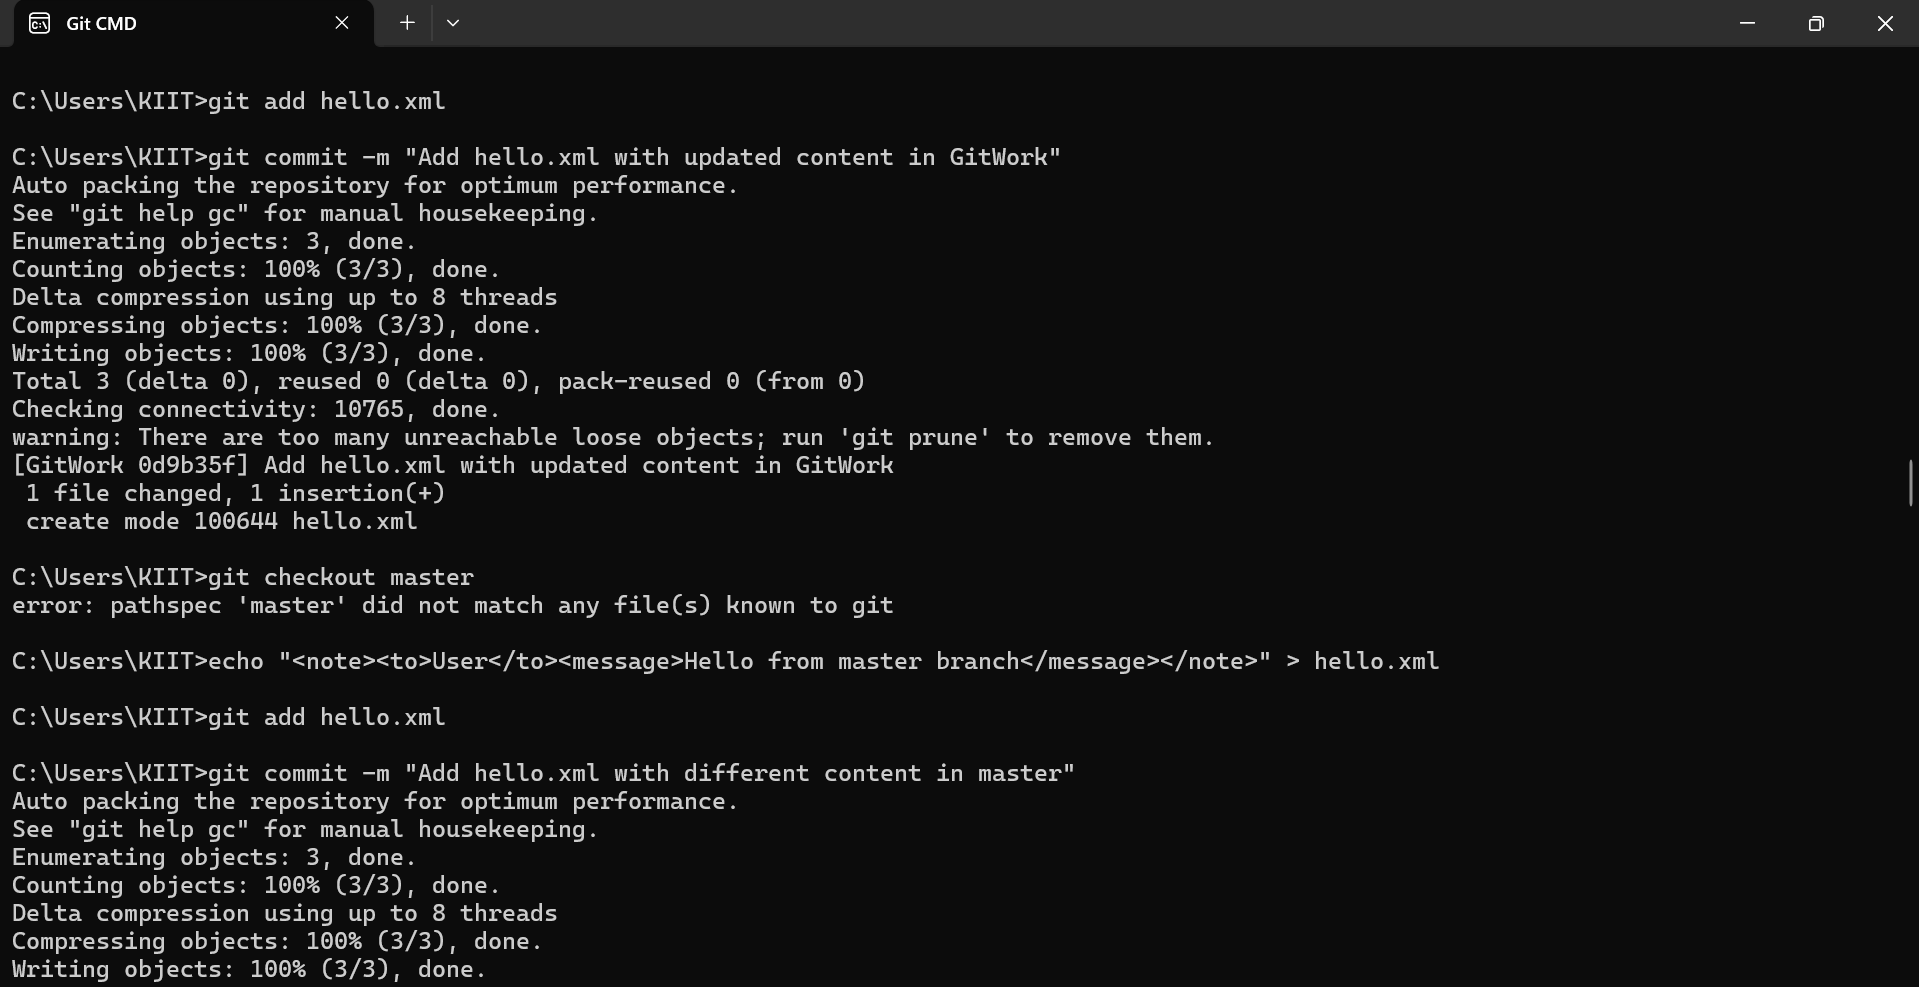 Git CMD
C:\Users\KIIT>git add hello.xml
C:\Users\KIIT>git commit -m "Add hello.xml with updated content in GitWork"
Auto packing the repository for optimum performance.
See "git help gc" for manual housekeeping.
Enumerating objects: 3, done.
Counting objects: 100% (3/3), done.
Delta compression using up to 8 threads
Compressing objects: 100% (3/3), done.
Writing objects: 100% (3/3), done.
Total 3 (delta 0), reused 0 (delta 0), pack-reused 0 (from 0)
Checking connectivity: 10765, done.
warning: There are too many unreachable loose objects; run 'git prune' to remove them.
[GitWork 0d9b35f] Add hello.xml with updated content in GitWork
 1 file changed, 1 insertion(+)
 create mode 100644 hello.xml
C:\Users\KIIT>git checkout master
error: pathspec 'master' did not match any file(s) known to git
C:\Users\KIIT>echo "<note><to>User</to><message>Hello from master branch</message></note>" > hello.xml
C:\Users\KIIT>git add hello.xml
C:\Users\KIIT>git commit -m "Add hello.xml with different content in master"
Auto packing the repository for optimum performance.
See "git help gc" for manual housekeeping.
Enumerating objects: 3, done.
Counting objects: 100% (3/3), done.
Delta compression using up to 8 threads
Compressing objects: 100% (3/3), done.
Writing objects: 100% (3/3), done.